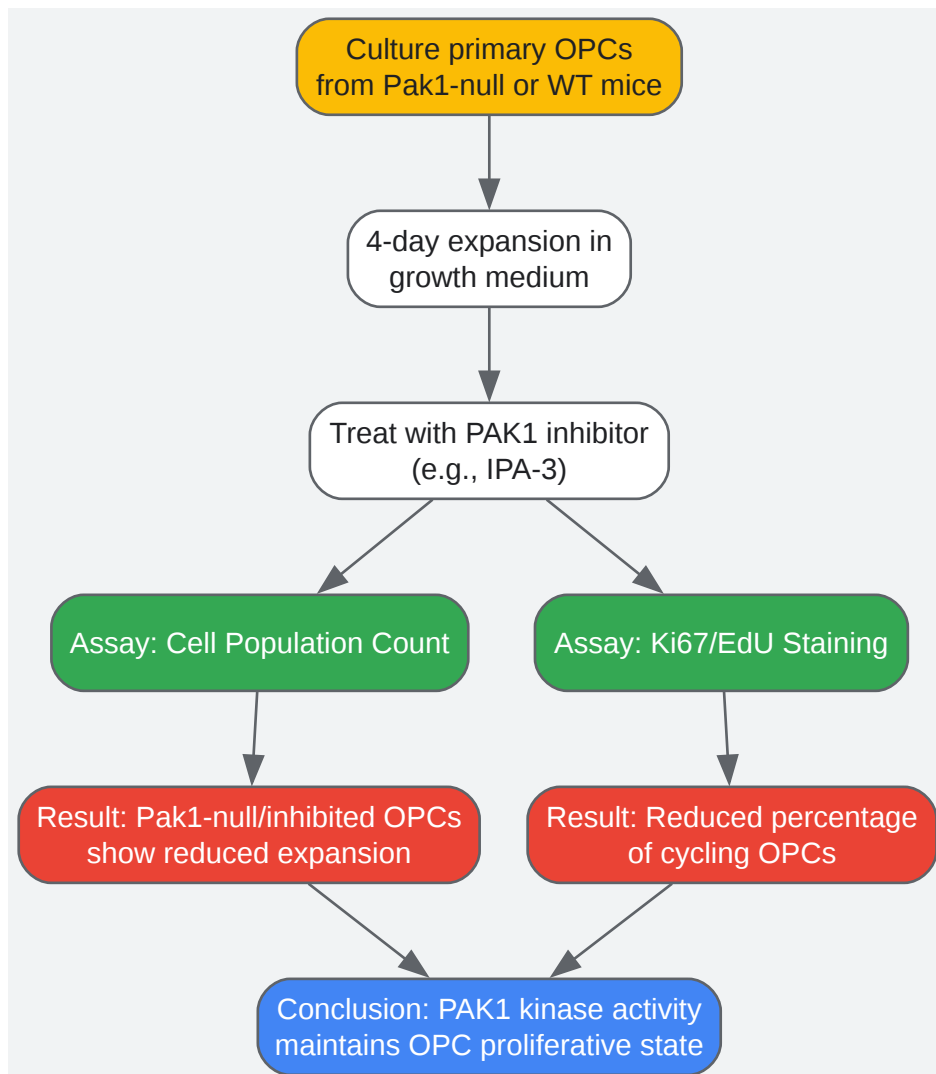 Culture primary OPCs
from Pak1-null or WT mice
4-day expansion in
growth medium
Treat with PAK1 inhibitor
(e.g., IPA-3)
Assay: Cell Population Count
Assay: Ki67/EdU Staining
Result: Pak1-null/inhibited OPCs
show reduced expansion
Result: Reduced percentage
of cycling OPCs
Conclusion: PAK1 kinase activity
maintains OPC proliferative state